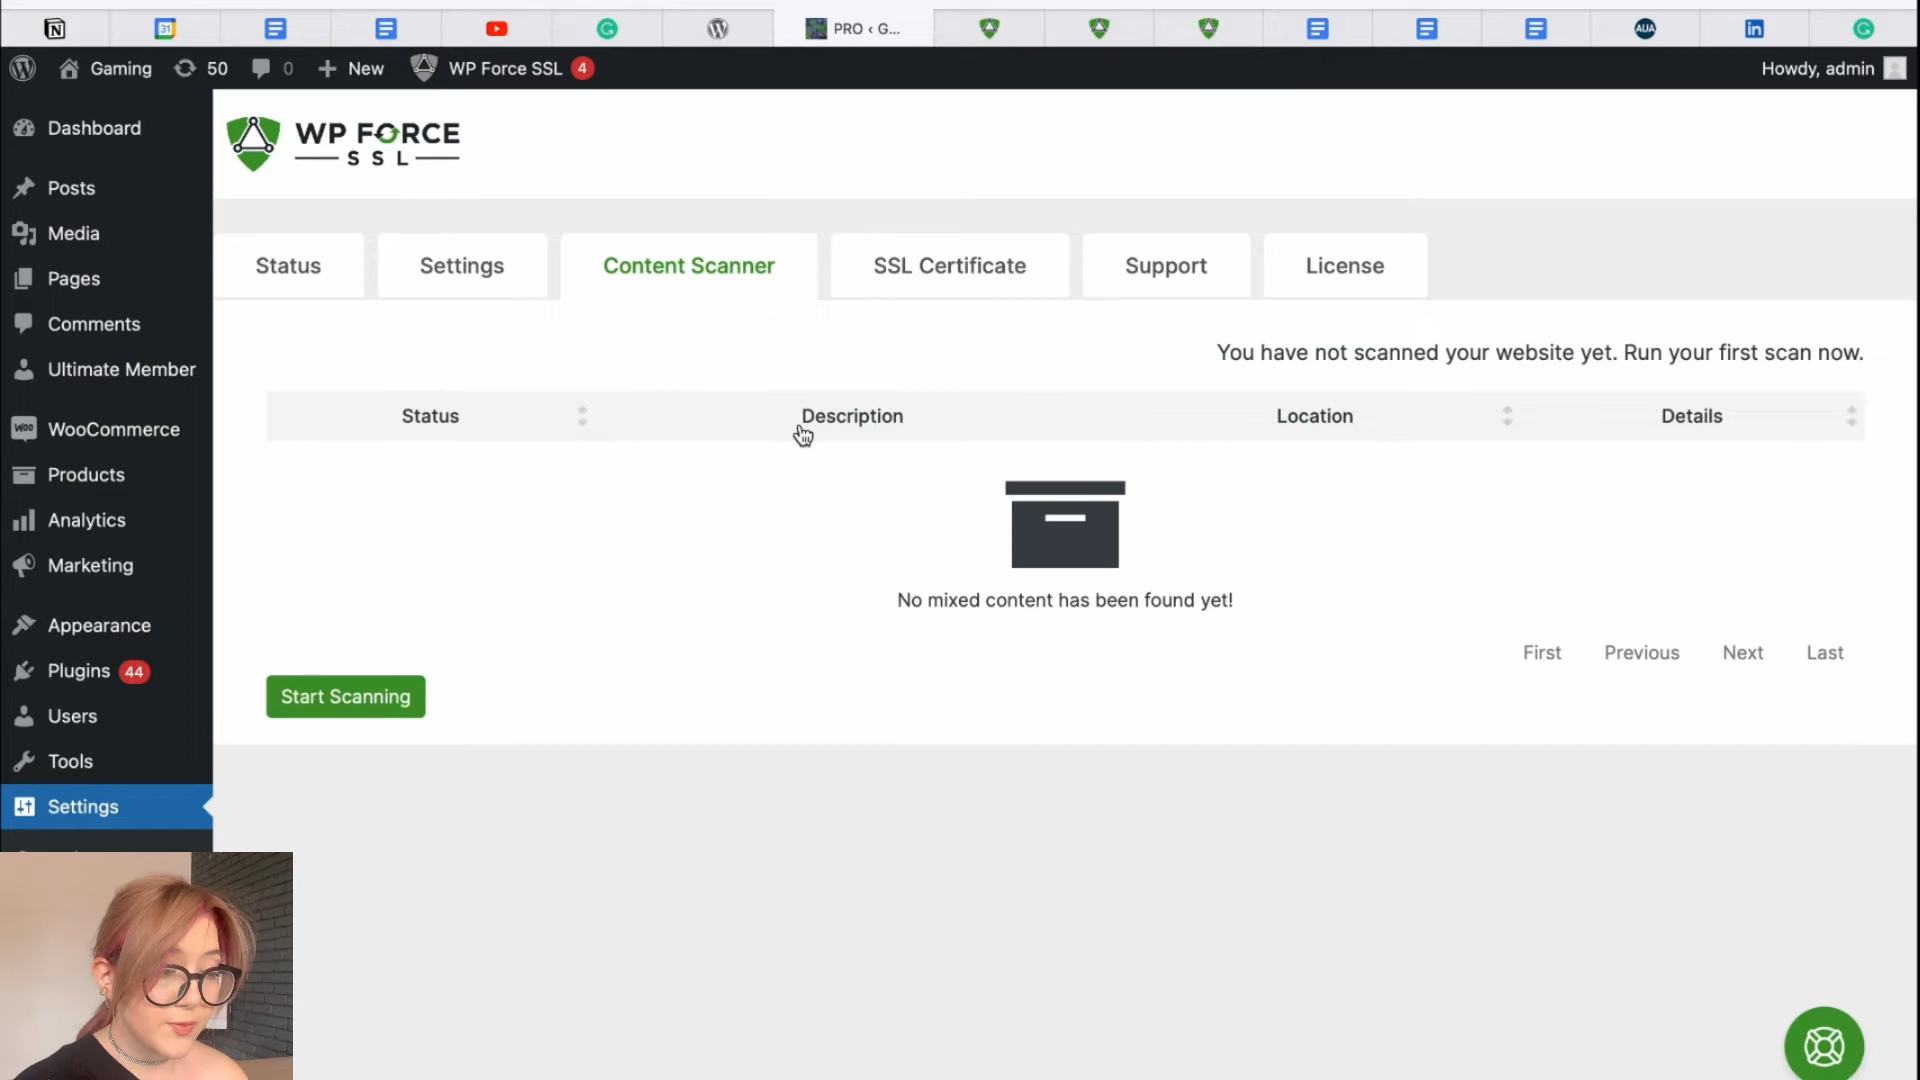 31
PRO ‹ G...
AUA
in
Gaming
50
0
New
WP Force SSL
4
Howdy, admin
Dashboard
Posts
Media
Pages
Comments
Ultimate Member
WooCommerce
Products
Analytics
Marketing
Appearance
Plugins 44
Users
Tools
Settings
WP FORCE
SSL
Status
Settings
Content Scanner
SSL Certificate
Support
License
You have not scanned your website yet. Run your first scan now.
Status
Description
Location
Details
No mixed content has been found yet!
First
Previous
Next
Last
Start Scanning